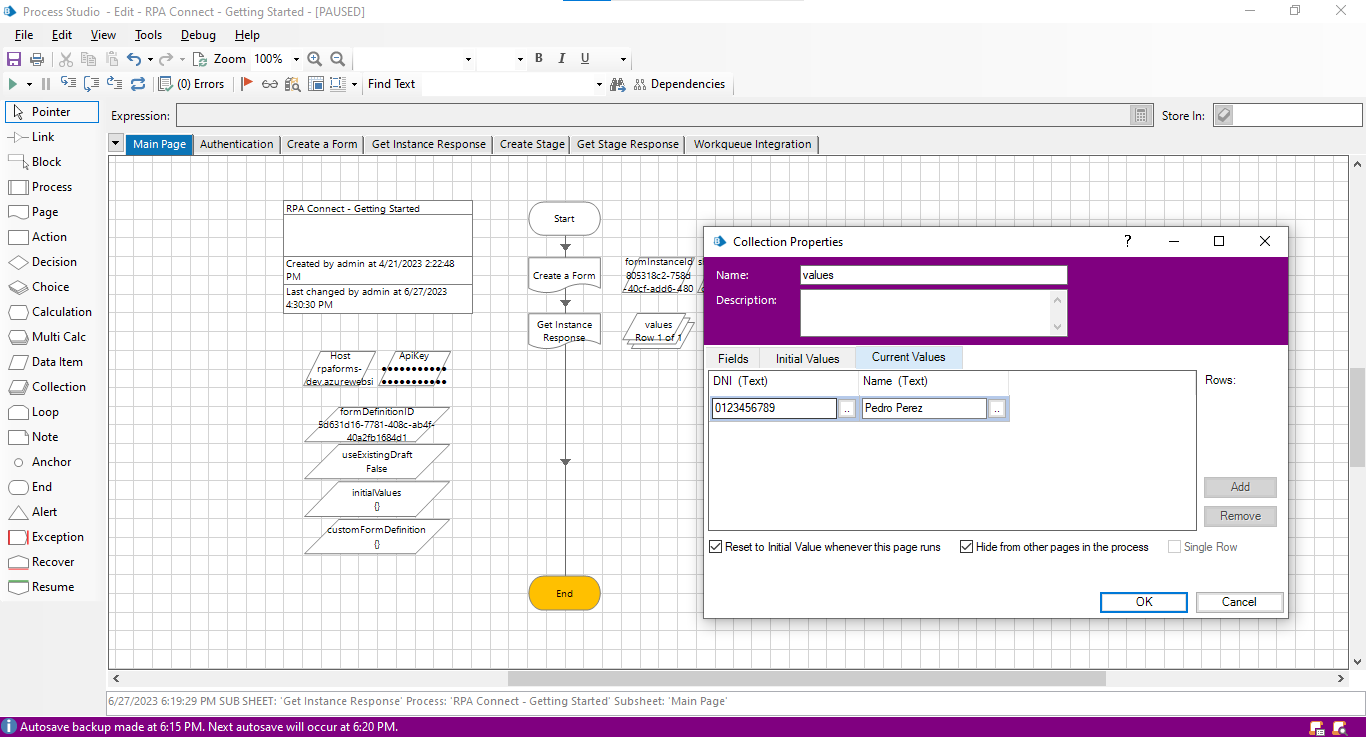 Process Studio  - Edit - RPA Connect - Getting Started - [PAUSED]
File Edit View Tools Debug Help
Zoom 100% B I U
(0) Errors Find Text Dependencies
Pointer
Link
Block
Process
Page
Action
Decision
Choice
Calculation
Multi Calc
Data Item
Collection
Loop
Note
Anchor
End
Alert
Exception
Recover
Resume
Expression: Store In:
Main Page Authentication Create a Form Get Instance Response Create Stage Get Stage Response Workqueue Integration
RPA Connect - Getting Started
Created by admin at 4/21/2023 2:22:48
PM
Last changed by admin at 6/27/2023
4:30:30 PM
Start
Create a Form
Get Instance
Response
End
formInstanceId
805318c2-758d
-40cf-add6-480
values
Row 1 of 1
Host
rpaforms-
dev.azurewebsi
ApiKey
●●●●●●●●●●●
●●●●●●●●●●●
formDefinitionID
5d631d16-7781-408c-ab4f-
40a2fb1684d1
useExistingDraft
False
initialValues
{}
customFormDefinition
{}
Collection Properties ?
Name: values
Description:
Fields Initial Values Current Values
DNI (Text) Name (Text)
0123456789 .. Pedro Perez ..
Rows:
Add
Remove
Reset to Initial Value whenever this page runs Hide from other pages in the process Single Row
OK Cancel
6/27/2023 6:19:29 PM SUB SHEET: 'Get Instance Response' Process: 'RPA Connect - Getting Started' Subsheet: 'Main Page'
Autosave backup made at 6:15 PM. Next autosave will occur at 6:20 PM.